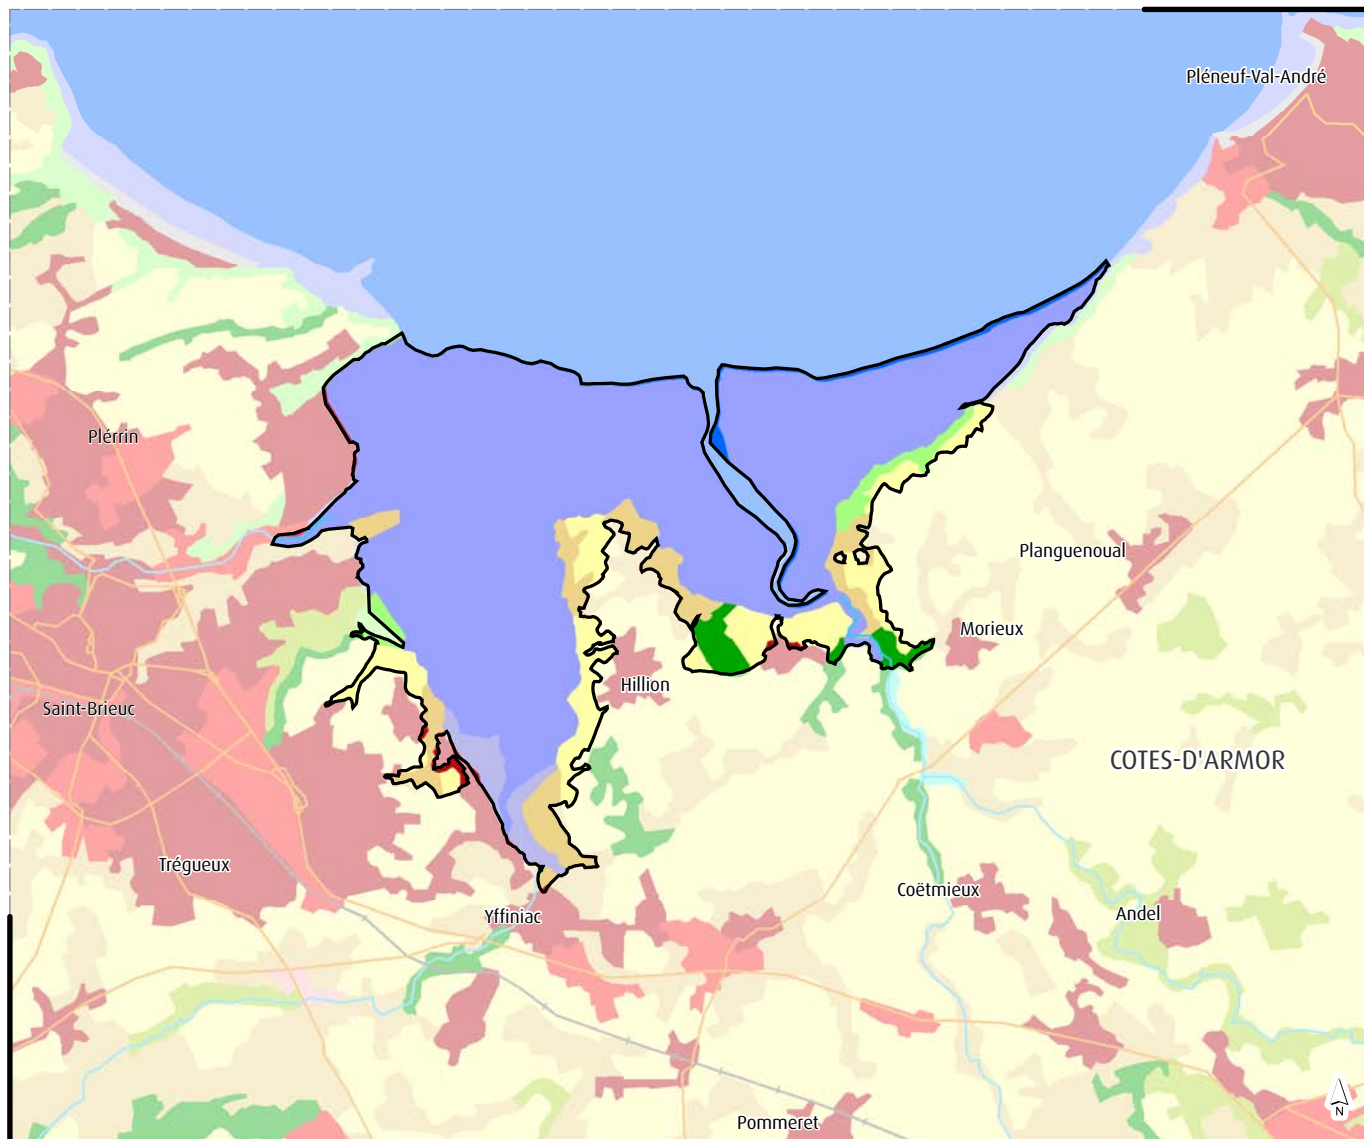 Pléneuf-Val-André
Plérrin
Planguenoual
Morieux
Hillion
Saint-Brieuc
COTES-D'ARMOR
Trégueux
Coëtmieux
Yffiniac
Andel
Pommeret
N